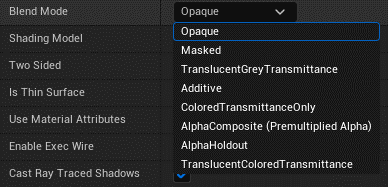 Blend Mode
Opaque
Shading Model
Opaque
Masked
Two Sided
TranslucentGreyTransmittance
Is Thin Surface
Additive
ColoredTransmittanceOnly
Use Material Attributes
AlphaComposite (Premultiplied Alpha)
Enable Exec Wire
AlphaHoldout
Cast Ray Traced Shadows
TranslucentColoredTransmittance